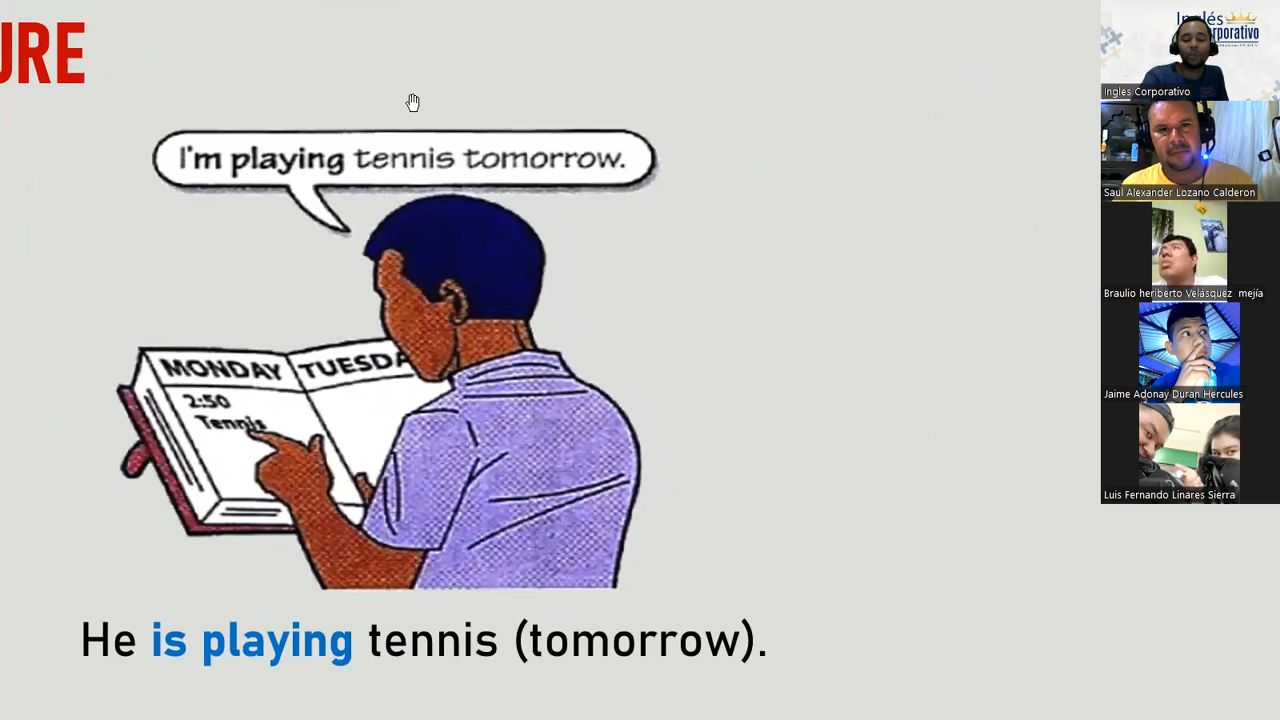 URE
I'm playing tennis tomorrow.
MONDAY TUESDA
2:50
Tennis
He is playing tennis (tomorrow).
Inglés
orporativo
Ingles Corporativo
Saul Alexander Lozano Calderon
Braulio heriberto Velasquez mejía
Jaime Adonay Duran Hercules
Luis Fernando Linares Sierra